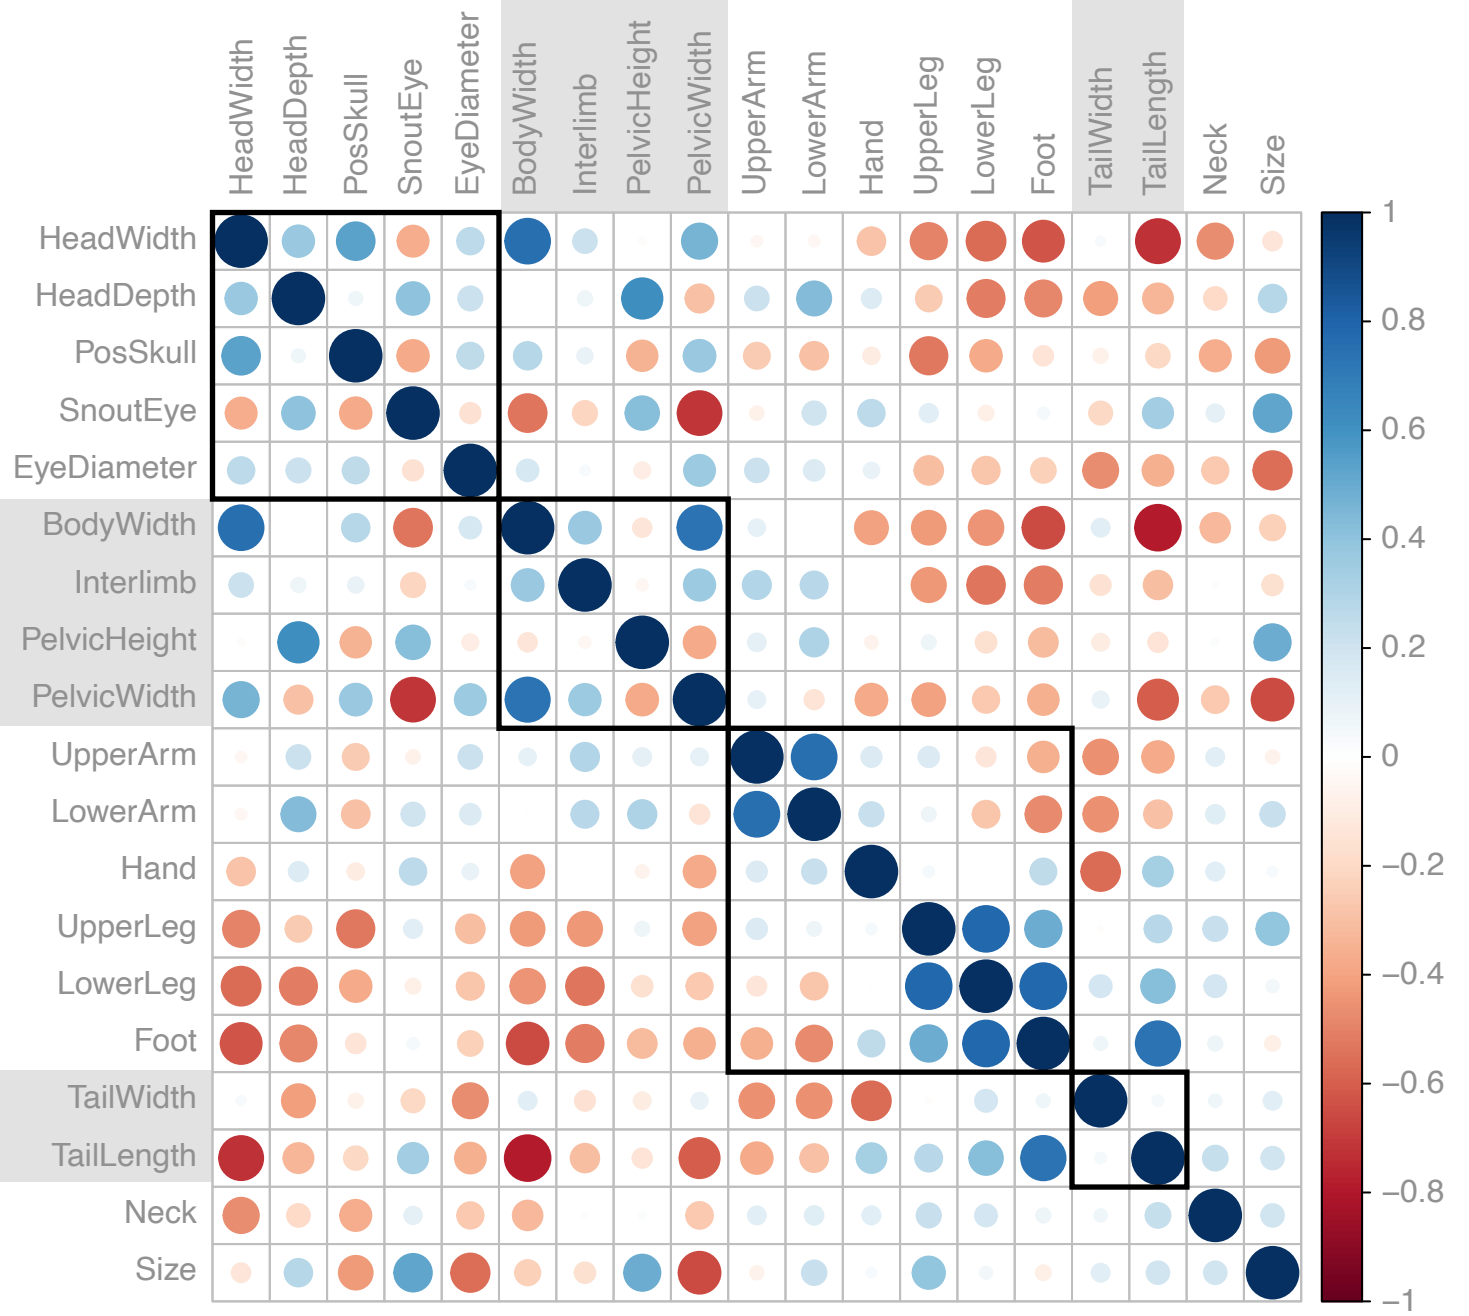 HeadWidth
HeadDepth
PosSkull
SnoutEye
EyeDiameter
BodyWidth
Interlimb
PelvicHeight
PelvicWidth
UpperArm
LowerArm
Hand
UpperLeg
LowerLeg
Foot
TailWidth
TailLength
Neck
Size
HeadWidth
HeadDepth
PosSkull
SnoutEye
EyeDiameter
BodyWidth
Interlimb
PelvicHeight
PelvicWidth
UpperArm
LowerArm
Hand
UpperLeg
LowerLeg
Foot
TailWidth
TailLength
Neck
Size
1
0.8
0.6
0.4
0.2
0
−0.2
−0.4
−0.6
−0.8
−1